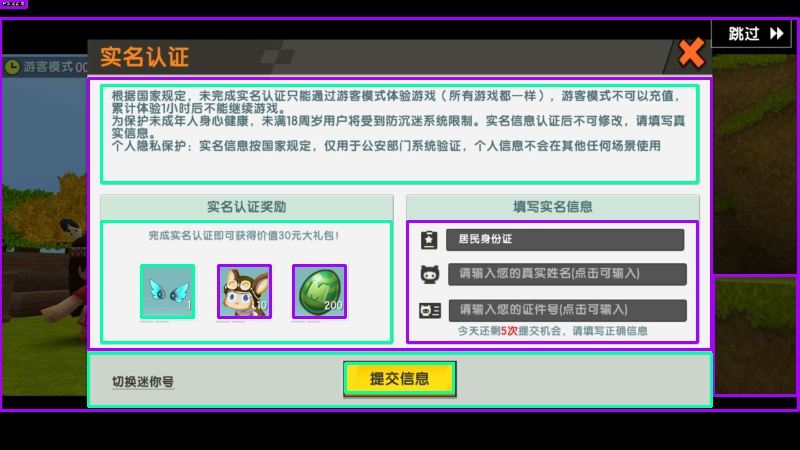 跳过
实名认证
游客模式00
根据国家规定，未完成实名认证只能通过游客模式体验游戏（所有游戏都一样），游客模式不可以充值，
累计体验1小时后不能继续游戏。
为保护未成年人身心健康，未满18周岁用户将受到防沉迷系统限制。实名信息认证后不可修改，请填写真
实信息。
个人隐私保护：实名信息按国家规定，仅用于公安部门系统验证，个人信息不会在其他任何场景使用
实名认证奖励
填写实名信息
完成实名认证即可获得价值30元大礼包！
居民身份证
请输入您的真实姓名(点击可输入)
1
10
200
请输入您的证件号(点击可输入)
今天还剩5次提交机会，请填写正确信息
切换迷你号
提交信息